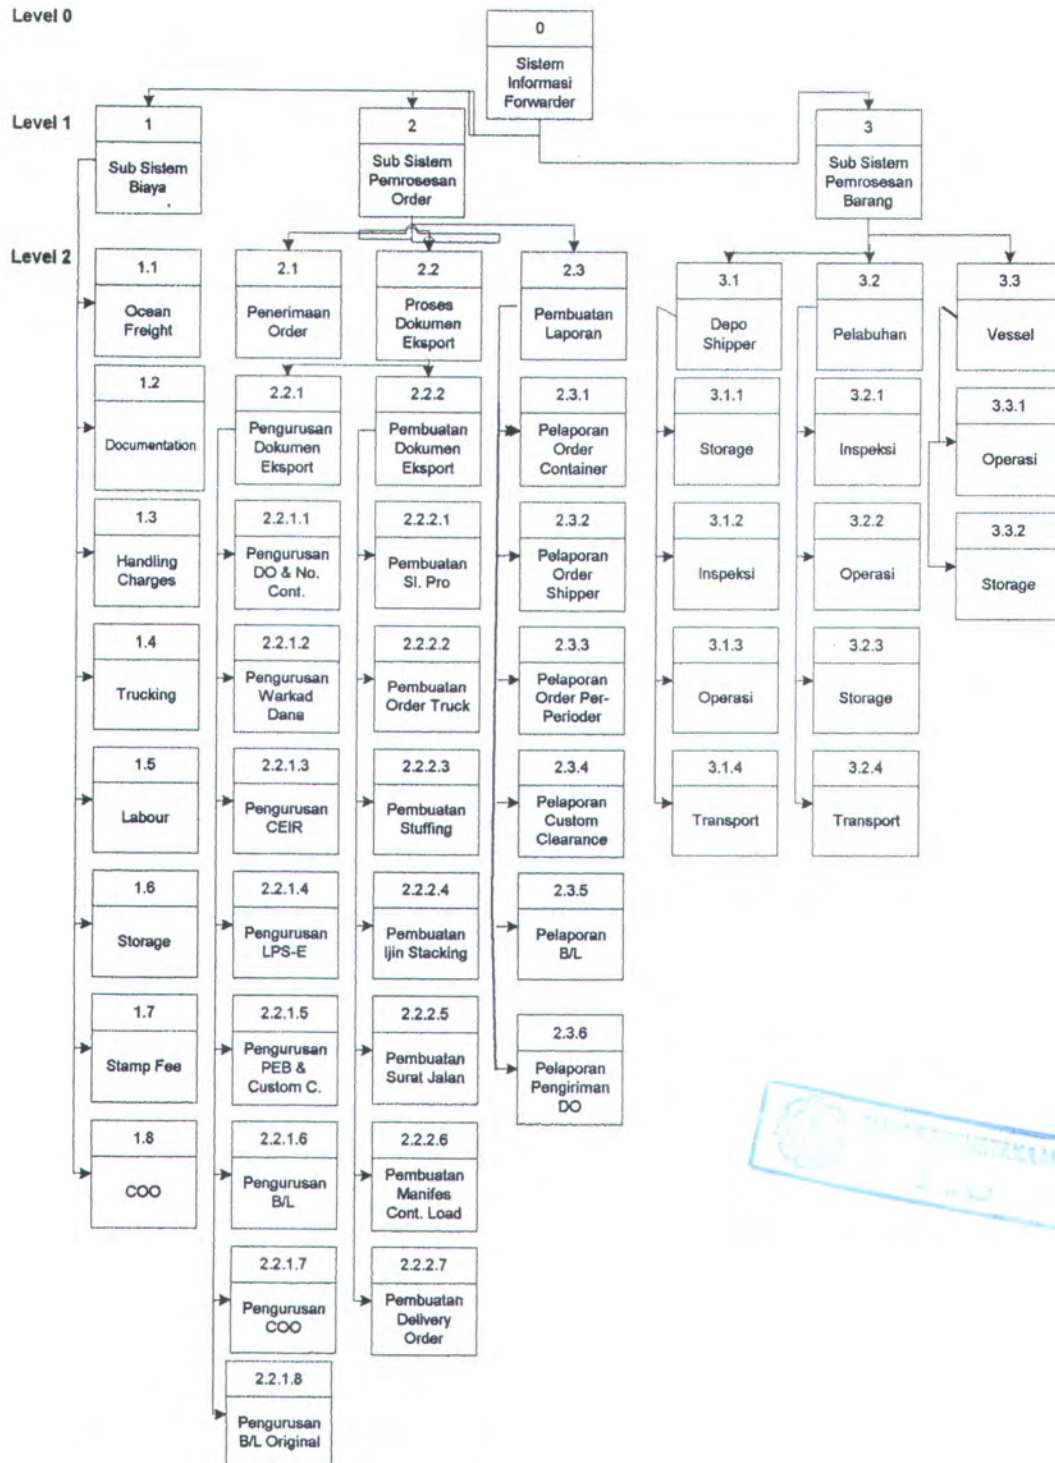 Level 0
0
Sistem
Informasi
Forwarder
Level 1
1
Sub Sistem
Biaya
2
Sub Sistem
Pemrosesan
Order
3
Sub Sistem
Pemrosesan
Barang
Level 2
1.1
Ocean
Freight
1.2
Documentation
1.3
Handling
Charges
1.4
Trucking
1.5
Labour
1.6
Storage
1.7
Stamp Fee
1.8
COO
2.1
Penerimaan
Order
2.2
Proses
Dokumen
Eksport
2.2.1
Pengurusan
Dokumen
Eksport
2.2.1.1
Pengurusan
DO & No.
Cont.
2.2.1.2
Pengurusan
Warkad
Dana
2.2.1.3
Pengurusan
CEIR
2.2.1.4
Pengurusan
LPS-E
2.2.1.5
Pengurusan
PEB &
Custom C.
2.2.1.6
Pengurusan
B/L
2.2.1.7
Pengurusan
COO
2.2.1.8
Pengurusan
B/L Original
2.2.2
Pembuatan
Dokumen
Eksport
2.2.2.1
Pembuatan
SI. Pro
2.2.2.2
Pembuatan
Order Truck
2.2.2.3
Pembuatan
Stuffing
2.2.2.4
Pembuatan
Ijin Stacking
2.2.2.5
Pembuatan
Surat Jalan
2.2.2.6
Pembuatan
Manifes
Cont. Load
2.2.2.7
Pembuatan
Delivery
Order
2.3
Pembuatan
Laporan
2.3.1
Pelaporan
Order
Container
2.3.2
Pelaporan
Order
Shipper
2.3.3
Pelaporan
Order Per-
Perioder
2.3.4
Pelaporan
Custom
Clearance
2.3.5
Pelaporan
B/L
2.3.6
Pelaporan
Pengiriman
DO
3.1
Depo
Shipper
3.1.1
Storage
3.1.2
Inspeksi
3.1.3
Operasi
3.1.4
Transport
3.2
Pelabuhan
3.2.1
Inspeksi
3.2.2
Operasi
3.2.3
Storage
3.2.4
Transport
3.3
Vessel
3.3.1
Operasi
3.3.2
Storage